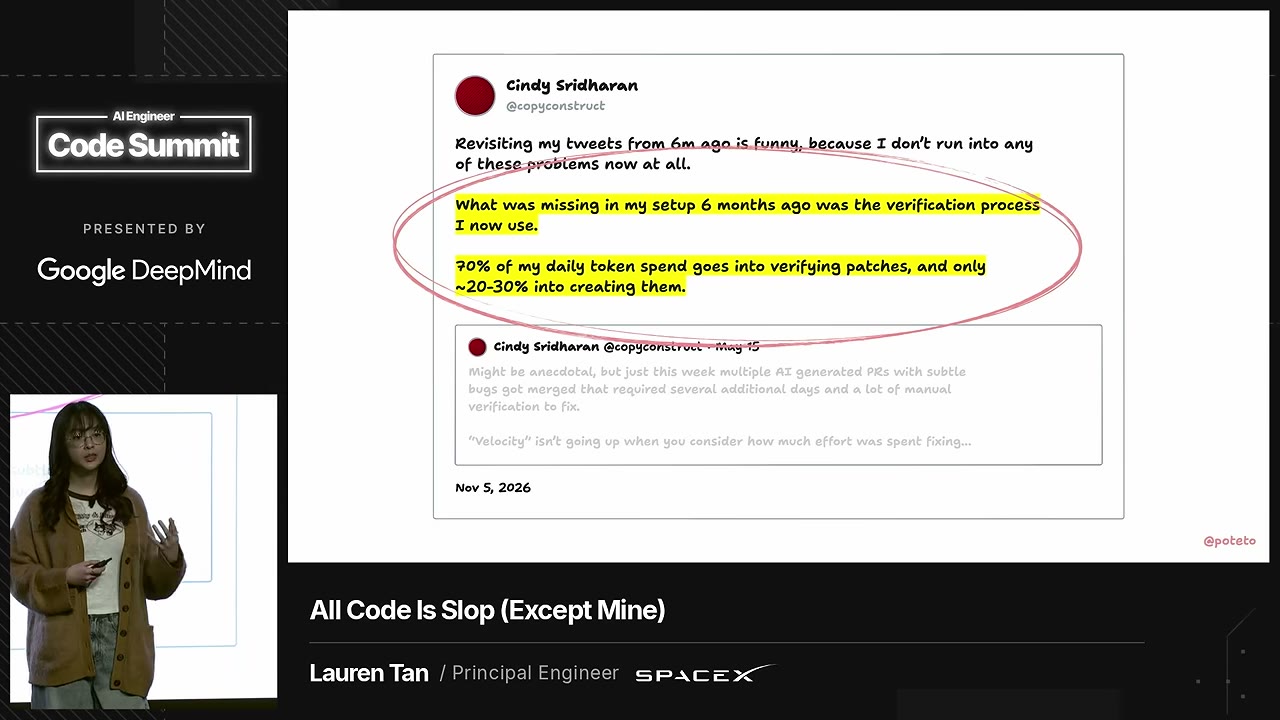 AI Engineer
Code Summit
PRESENTED BY
Google DeepMind
Cindy Sridharan
@copyconstruct
Revisiting my tweets from 6m ago is funny, because I don't run into any
of these problems now at all.
What was missing in my setup 6 months ago was the verification process
I now use.
70% of my daily token spend goes into verifying patches, and only
~20-30% into creating them.
Cindy Sridharan @copyconstruct · May 15
Might be anecdotal, but just this week multiple AI generated PRs with subtle
bugs got merged that required several additional days and a lot of manual
verification to fix.
"Velocity" isn't going up when you consider how much effort was spent fixing...
Nov 5, 2026
@poteto
All Code Is Slop (Except Mine)
Lauren Tan / Principal Engineer SPACEX